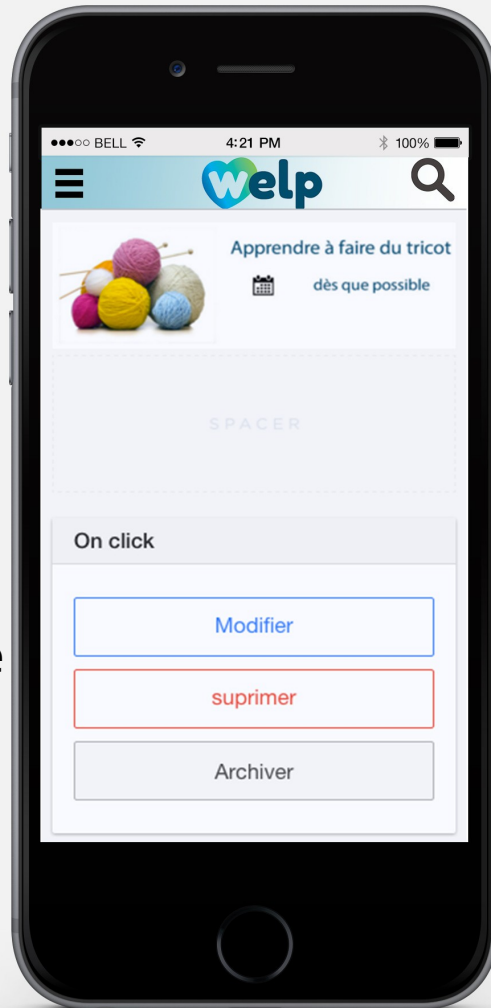 BELL 4:21 PM 100%
welp
Apprendre à faire du tricot
dès que possible
SPACER
On click
Modifier
suprimer
Archiver
e